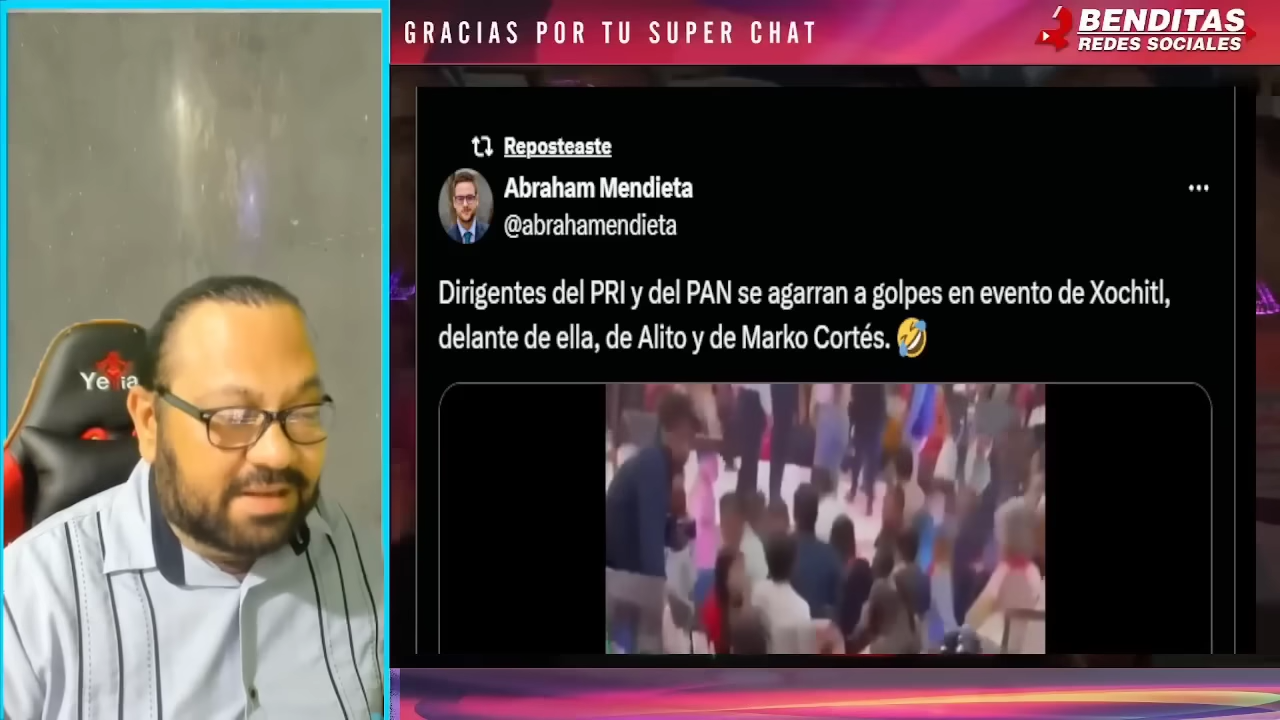 GRACIAS POR TU SUPER CHAT
BENDITAS
REDES SOCIALES
Reposteaste
Abraham Mendieta
@abrahamendieta
Dirigentes del PRI y del PAN se agarran a golpes en evento de Xochitl,
delante de ella, de Alito y de Marko Cortés. 🤣